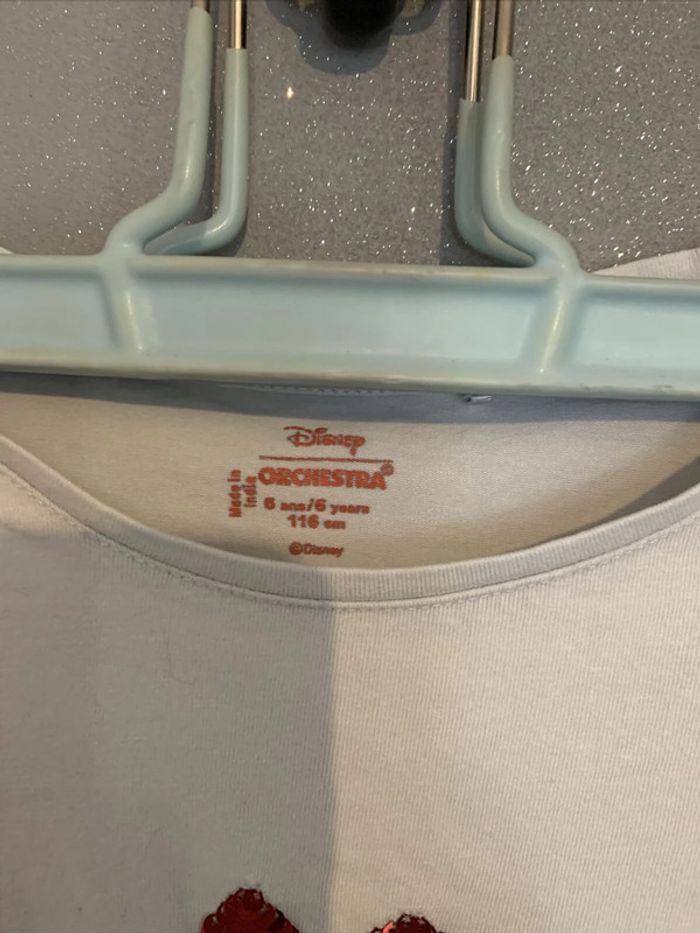 Disney
ORCHESTRA®
Made in
India
6 ans/6 years
116 cm
©Disney